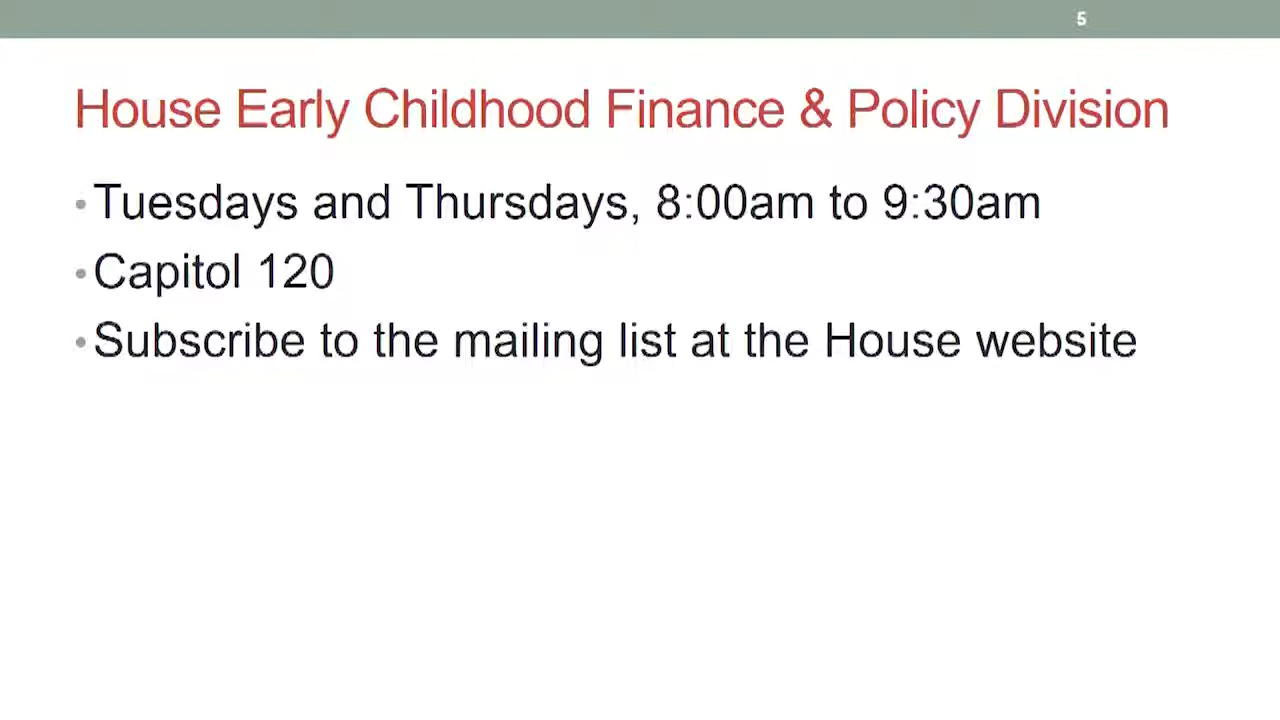 5
House Early Childhood Finance & Policy Division
• Tuesdays and Thursdays, 8:00am to 9:30am
• Capitol 120
• Subscribe to the mailing list at the House website